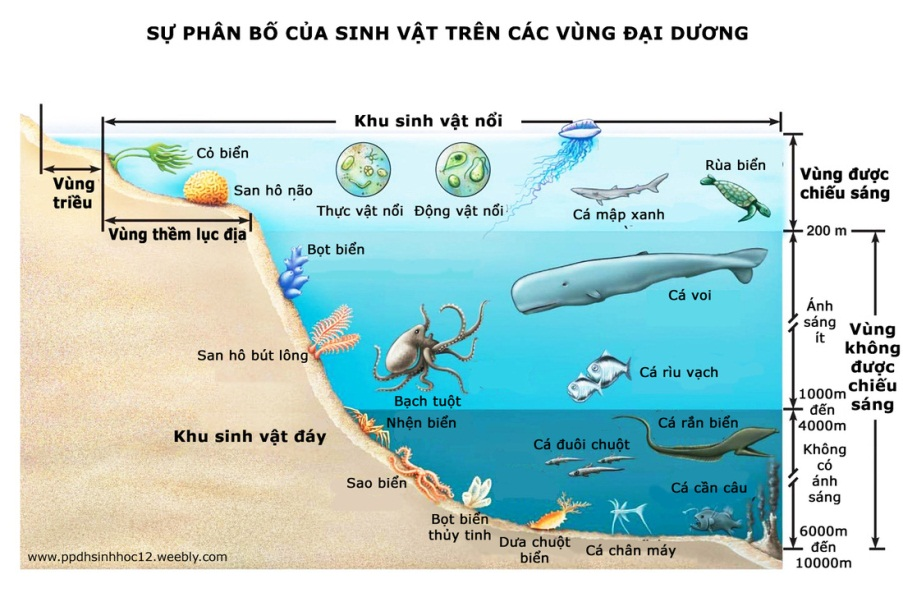 SỰ PHÂN BỐ CỦA SINH VẬT TRÊN CÁC VÙNG ĐẠI DƯƠNG
Khu sinh vật nổi
Vùng
triều
Vùng thềm lục địa
Cỏ biển
San hô não
Thực vật nổi
Động vật nổi
Cá mập xanh
Rùa biển
Vùng được
chiếu sáng
200 m
Bọt biển
Cá voi
San hô bút lông
Bạch tuột
Cá rìu vạch
Ánh
sáng
ít
Vùng
không
được
chiếu
sáng
1000m
đến
4000m
Khu sinh vật đáy
Nhện biển
Cá rắn biển
Cá đuôi chuột
Không
có
ánh
sáng
Sao biển
Cá cần câu
Bọt biển
thủy tinh
Dưa chuột
biển
Cá chân máy
6000m
đến
10000m
www.ppdhsinhhoc12.weebly.com